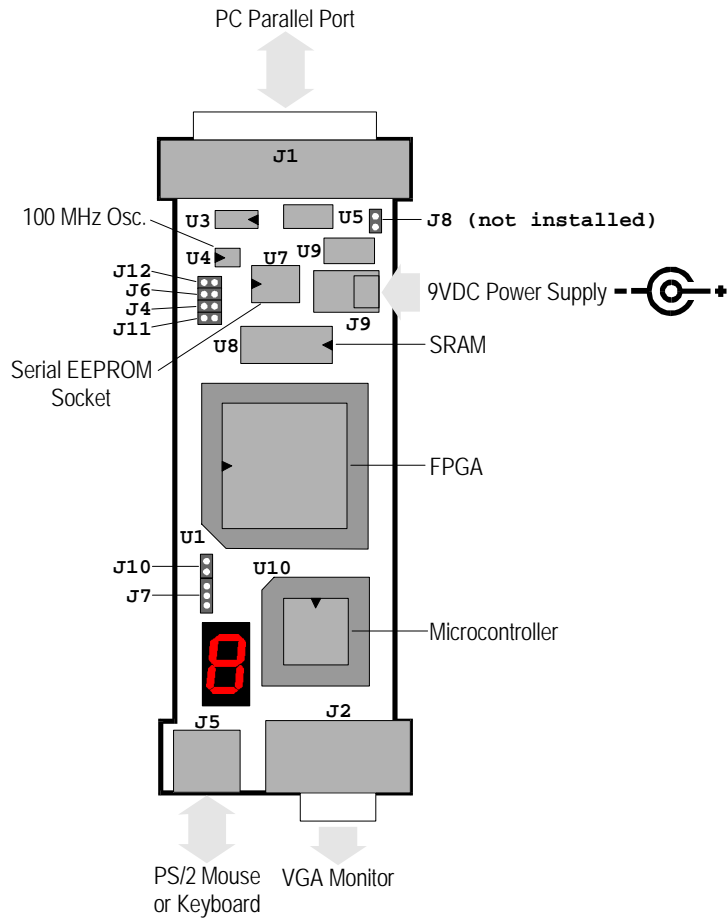 PC Parallel Port
J1
100 MHz Osc.
U3
U5
J8 (not installed)
U4
U7
U9
J12
J6
J4
J11
9VDC Power Supply
- +
J9
U8
SRAM
Serial EEPROM
Socket
FPGA
U1
J10
U10
J7
Microcontroller
8
J5
J2
PS/2 Mouse
or Keyboard
VGA Monitor